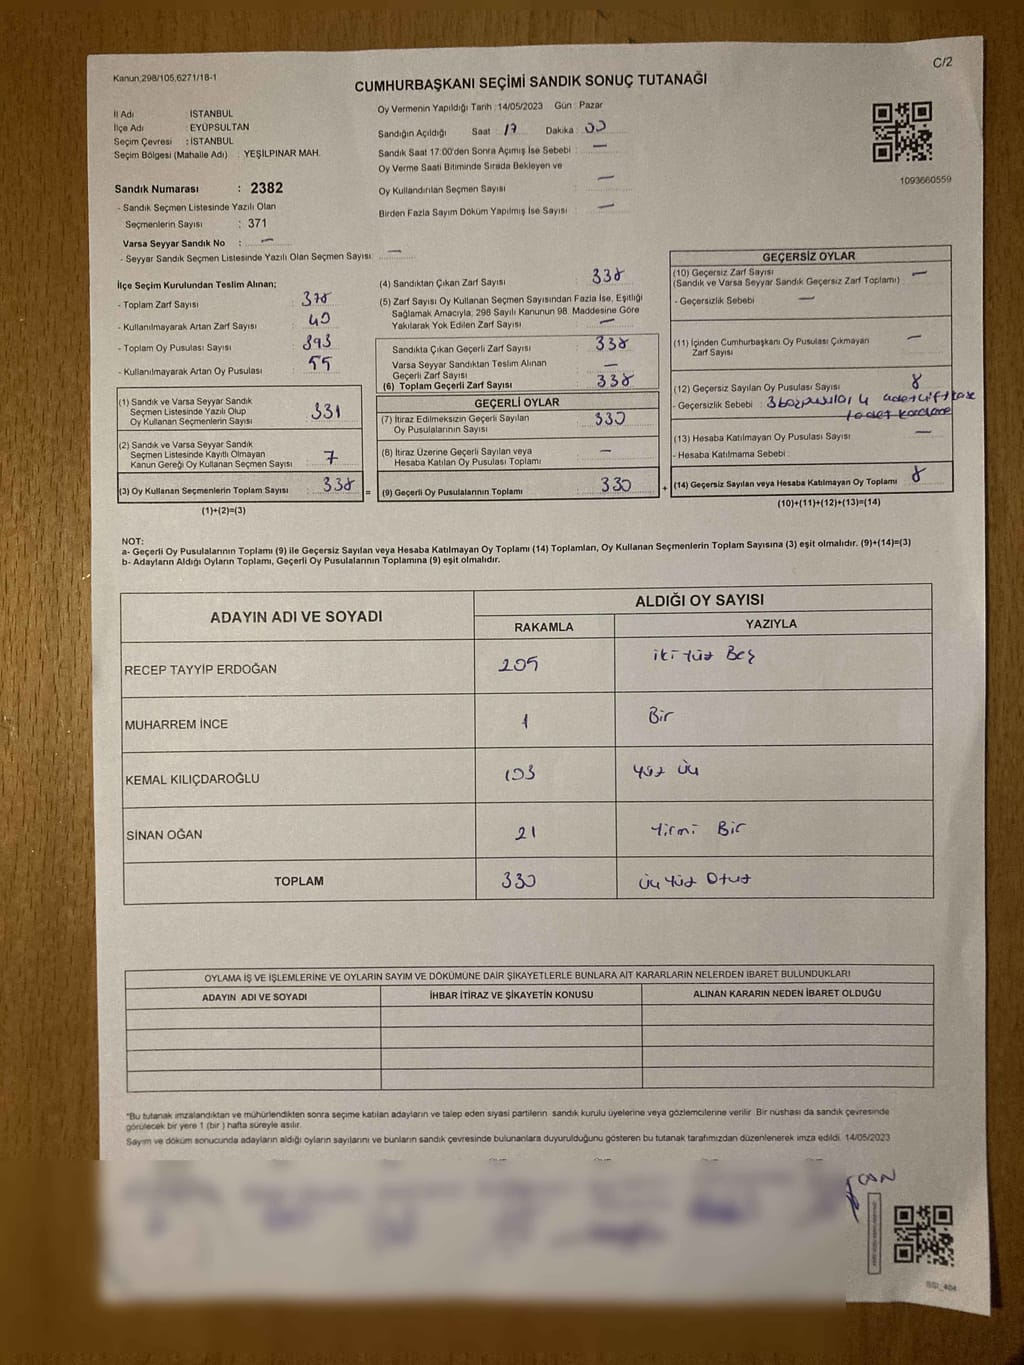 Kanun,298/105,6271/18-1
C/2
CUMHURBAŞKANI SEÇİMİ SANDIK SONUÇ TUTANAĞI
İl Adı : İSTANBUL
İlçe Adı : EYÜPSULTAN
Seçim Çevresi : İSTANBUL
Seçim Bölgesi (Mahalle Adı) : YEŞİLPINAR MAH.
Sandık Numarası : 2382
- Sandık Seçmen Listesinde Yazılı Olan
Seçmenlerin Sayısı : 371
Varsa Seyyar Sandık No : —
- Seyyar Sandık Seçmen Listesinde Yazılı Olan Seçmen Sayısı: —
Oy Vermenin Yapıldığı Tarih :14/05/2023 Gün : Pazar
Sandığın Açıldığı Saat 17 Dakika 00
Sandık Saat 17:00'den Sonra Açımış İse Sebebi : —
Oy Verme Saati Bitiminde Sırada Bekleyen ve
Oy Kullandırılan Seçmen Sayısı : —
Birden Fazla Sayım Döküm Yapılmış İse Sayısı : —
1093660559
İlçe Seçim Kurulundan Teslim Alınan;
- Toplam Zarf Sayısı : 378
- Kullanılmayarak Artan Zarf Sayısı : 40
- Toplam Oy Pusulası Sayısı : 393
- Kullanılmayarak Artan Oy Pusulası : 55
(1) Sandık ve Varsa Seyyar Sandık
Seçmen Listesinde Yazılı Olup
Oy Kullanan Seçmenlerin Sayısı : 331
(2) Sandık ve Varsa Seyyar Sandık
Seçmen Listesinde Kayıtlı Olmayan
Kanun Gereği Oy Kullanan Seçmen Sayısı : 7
(3) Oy Kullanan Seçmenlerin Toplam Sayısı : 338
(1)+(2)=(3)
(4) Sandıktan Çıkan Zarf Sayısı : 338
(5) Zarf Sayısı Oy Kullanan Seçmen Sayısından Fazla İse, Eşitliği
Sağlamak Amacıyla; 298 Sayılı Kanunun 98. Maddesine Göre
Yakılarak Yok Edilen Zarf Sayısı : —
Sandıkta Çıkan Geçerli Zarf Sayısı : 338
Varsa Seyyar Sandıktan Teslim Alınan
Geçerli Zarf Sayısı : —
(6) Toplam Geçerli Zarf Sayısı : 338
GEÇERLİ OYLAR
(7) İtiraz Edilmeksizin Geçerli Sayılan
Oy Pusulalarının Sayısı : 330
(8) İtiraz Üzerine Geçerli Sayılan veya
Hesaba Katılan Oy Pusulası Toplamı : —
= (9) Geçerli Oy Pusulalarının Toplamı : 330
GEÇERSİZ OYLAR
(10) Geçersiz Zarf Sayısı : —
(Sandık ve Varsa Seyyar Sandık Geçersiz Zarf Toplamı)
- Geçersizlik Sebebi : —
(11) İçinden Cumhurbaşkanı Oy Pusulası Çıkmayan
Zarf Sayısı : —
(12) Geçersiz Sayılan Oy Pusulası Sayısı : 8
- Geçersizlik Sebebi : 3 boş 4 adet çift
1 adet
(13) Hesaba Katılmayan Oy Pusulası Sayısı : —
- Hesaba Katılmama Sebebi :
+ (14) Geçersiz Sayılan veya Hesaba Katılmayan Oy Toplamı : 8
(10)+(11)+(12)+(13)=(14)
NOT:
a- Geçerli Oy Pusulalarının Toplamı (9) ile Geçersiz Sayılan veya Hesaba Katılmayan Oy Toplamı (14) Toplamları, Oy Kullanan Seçmenlerin Toplam Sayısına (3) eşit olmalıdır. (9)+(14)=(3)
b- Adayların Aldığı Oyların Toplamı, Geçerli Oy Pusulalarının Toplamına (9) eşit olmalıdır.
ADAYIN ADI VE SOYADI
ALDIĞI OY SAYISI
RAKAMLA YAZIYLA
RECEP TAYYİP ERDOĞAN 205 iki Yüz Beş
MUHARREM İNCE 1 Bir
KEMAL KILIÇDAROĞLU 103 Yüz Üç
SİNAN OĞAN 21 Yirmi Bir
TOPLAM 330 Üç Yüz Otuz
OYLAMA İŞ VE İŞLEMLERİNE VE OYLARIN SAYIM VE DÖKÜMÜNE DAİR ŞİKAYETLERLE BUNLARA AİT KARARLARIN NELERDEN İBARET BULUNDUKLARI
ADAYIN ADI VE SOYADI İHBAR İTİRAZ VE ŞİKAYETİN KONUSU ALINAN KARARIN NEDEN İBARET OLDUĞU
*Bu tutanak imzalandıktan ve mühürlendikten sonra seçime katılan adayların ve talep eden siyasi partilerin sandık kurulu üyelerine veya gözlemcilerine verilir. Bir nüshası da sandık çevresinde
görülecek bir yere 1 (bir ) hafta süreyle asılır.
Sayım ve döküm sonucunda adayların aldığı oyların sayılarını ve bunların sandık çevresinde bulunanlara duyurulduğunu gösteren bu tutanak tarafımızdan düzenlenerek imza edildi. 14/05/2023